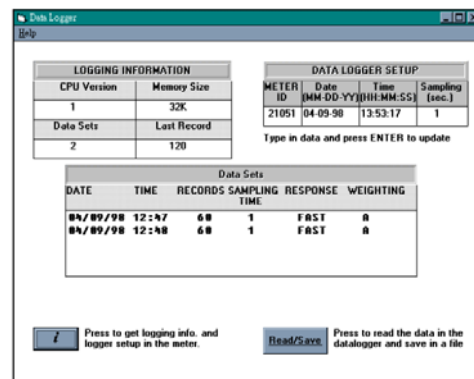 Data Logger
Help
LOGGING INFORMATION
CPU Version Memory Size
1 32K
Data Sets Last Record
2 120
DATA LOGGER SETUP
METER ID Date (MM-DD-YY) Time (HH:MM:SS) Sampling (sec.)
21051 04-09-98 13:53:17 1
Type in data and press ENTER to update
Data Sets
DATE TIME RECORDS SAMPLING TIME RESPONSE WEIGHTING
04/09/98 12:47 60 1 FAST A
04/09/98 12:48 60 1 FAST A
i
Press to get logging info. and
logger setup in the meter.
Read/Save
Press to read the data in the
datalogger and save in a file